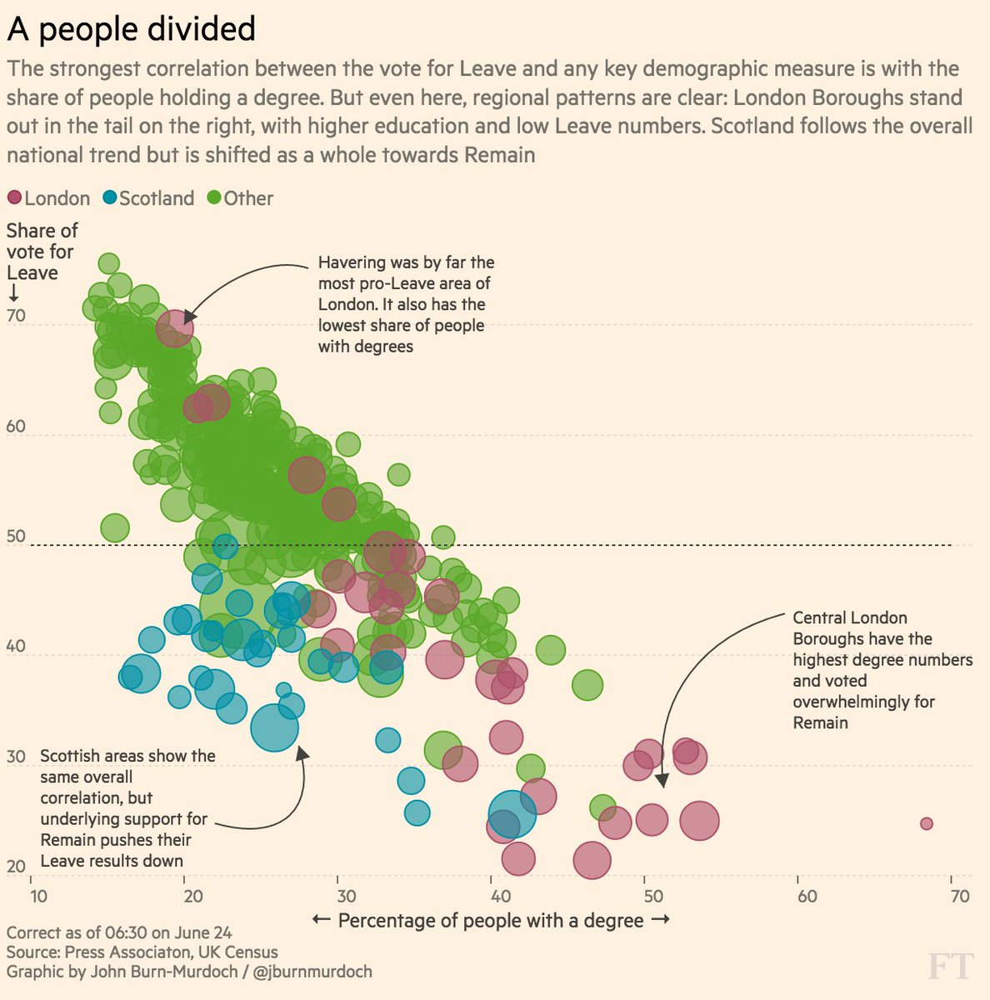 A people divided
The strongest correlation between the vote for Leave and any key demographic measure is with the
share of people holding a degree. But even here, regional patterns are clear: London Boroughs stand
out in the tail on the right, with higher education and low Leave numbers. Scotland follows the overall
national trend but is shifted as a whole towards Remain
London Scotland Other
Share of
vote for
Leave
↓
Havering was by far the
most pro-Leave area of
London. It also has the
lowest share of people
with degrees
70
60
50
40
30
20
Central London
Boroughs have the
highest degree numbers
and voted
overwhelmingly for
Remain
Scottish areas show the
same overall
correlation, but
underlying support for
Remain pushes their
Leave results down
10 20 30 40 50 60 70
← Percentage of people with a degree →
Correct as of 06:30 on June 24
Source: Press Associaton, UK Census
Graphic by John Burn-Murdoch / @jburnmurdoch
FT